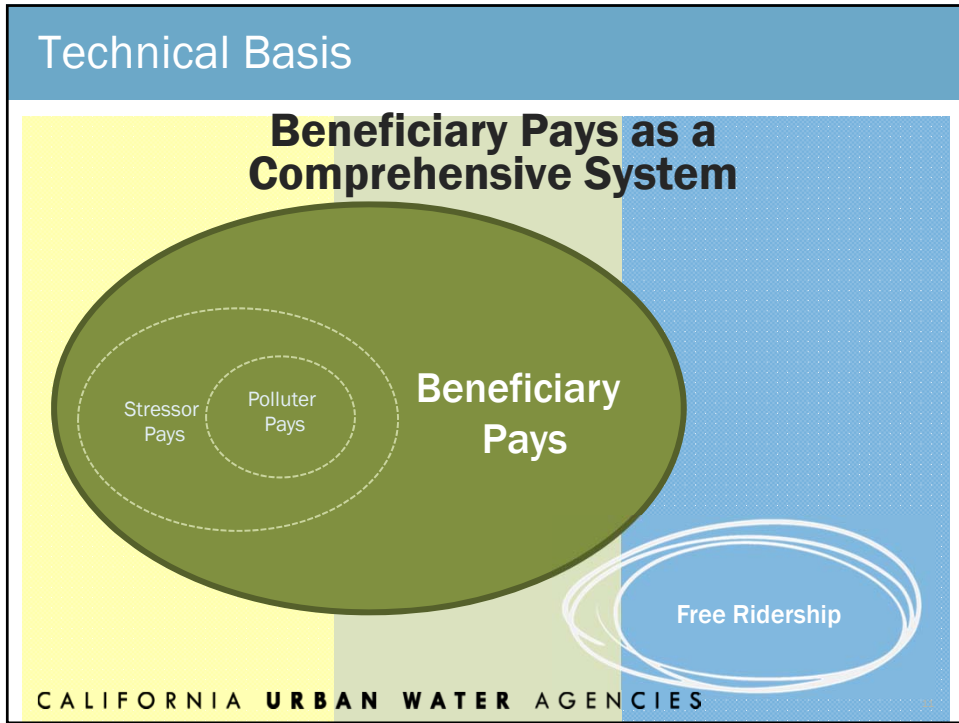 Technical Basis
Beneficiary Pays as a
Comprehensive System
Stressor
Pays
Polluter
Pays
Beneficiary
Pays
Free Ridership
CALIFORNIA URBAN WATER AGENCIES